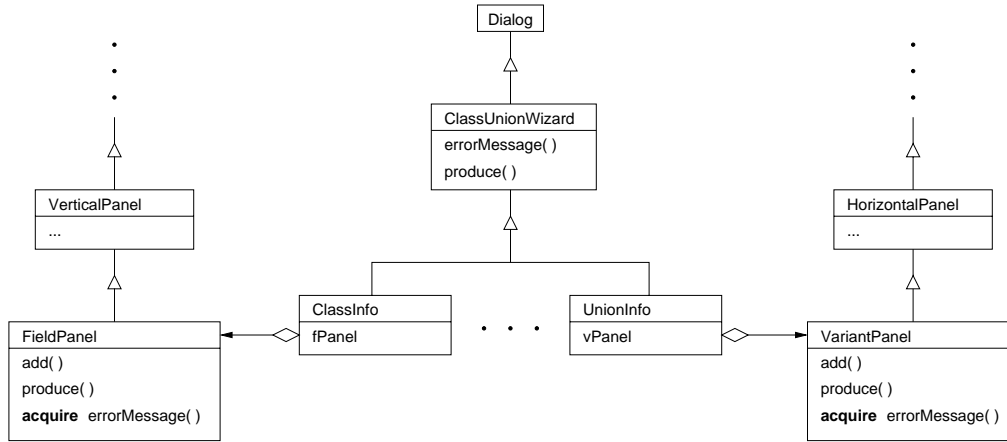 Dialog
ClassUnionWizard
errorMessage( )
produce( )
VerticalPanel
...
HorizontalPanel
...
FieldPanel
add( )
produce( )
acquire errorMessage( )
ClassInfo
fPanel
UnionInfo
vPanel
VariantPanel
add( )
produce( )
acquire errorMessage( )